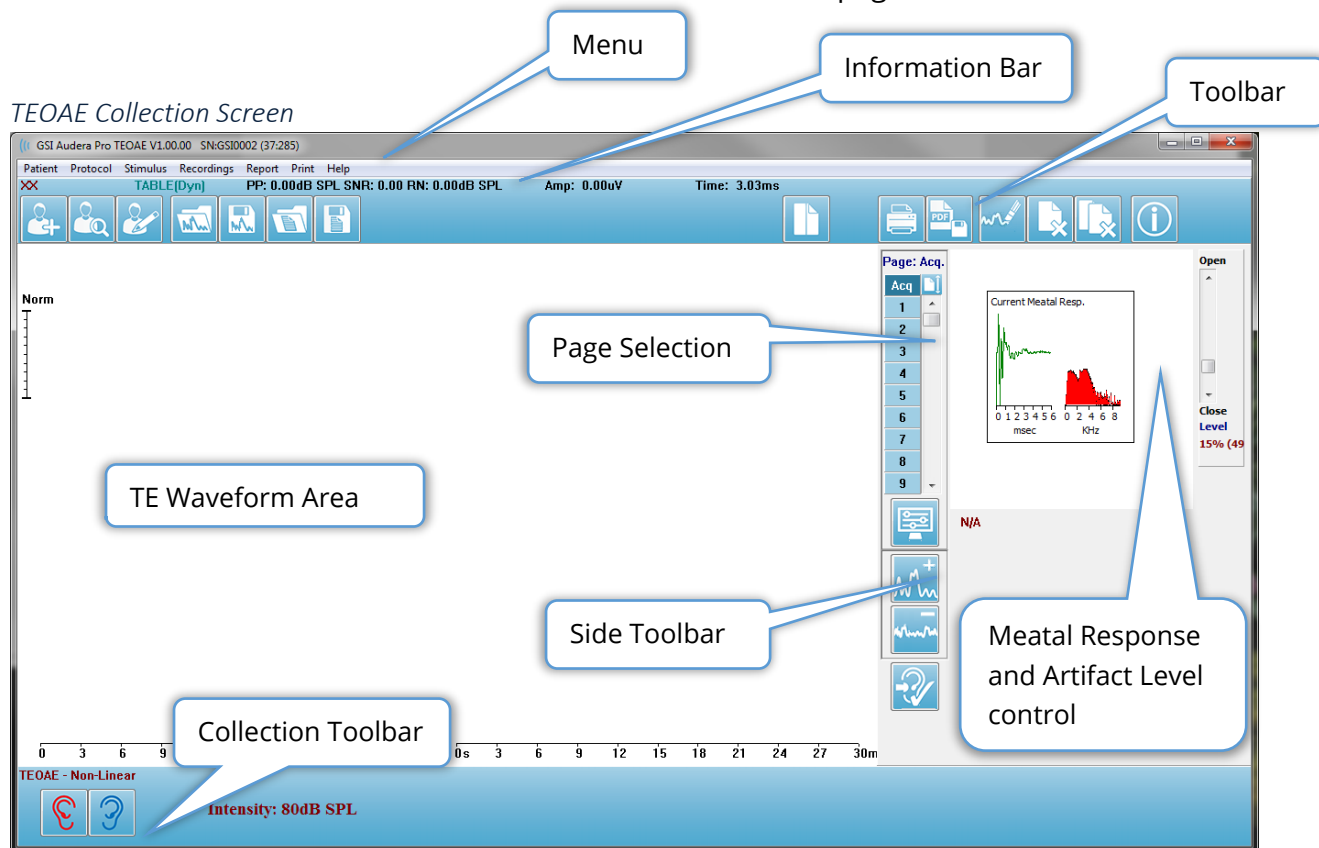 Menu
Information Bar
Toolbar
TEOAE Collection Screen
GSI Audera Pro TEOAE V1.00.00 SN:GSI0002 (37:285)
Patient Protocol Stimulus Recordings Report Print Help
XX TABLE(Dyn) PP: 0.00dB SPL SNR: 0.00 RN: 0.00dB SPL Amp: 0.00uV Time: 3.03ms
PDF
Page: Acq.
Open
Acq
Norm
1
Current Meatal Resp.
2
Page Selection
3
4
5
0 1 2 3 4 5 6 0 2 4 6 8
msec KHz
Close
6
Level
7
15% (49
8
9
TE Waveform Area
N/A
Side Toolbar
Meatal Response
and Artifact Level
control
Collection Toolbar
0 3 6 9 0s 3 6 9 12 15 18 21 24 27 30m
TEOAE - Non-Linear
Intensity: 80dB SPL